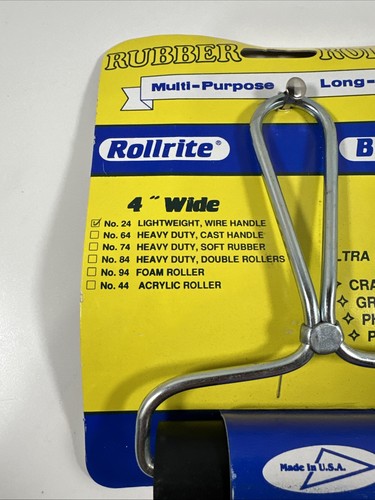 RUBBER
Multi-Purpose Long-
Rollrite® B
4" Wide
☑ No. 24 LIGHTWEIGHT, WIRE HANDLE
☐ No. 64 HEAVY DUTY, CAST HANDLE
☐ No. 74 HEAVY DUTY, SOFT RUBBER
☐ No. 84 HEAVY DUTY, DOUBLE ROLLERS
☐ No. 94 FOAM ROLLER
☐ No. 44 ACRYLIC ROLLER
LTRA
CRA
GR
PH
P
Made In U.S.A.